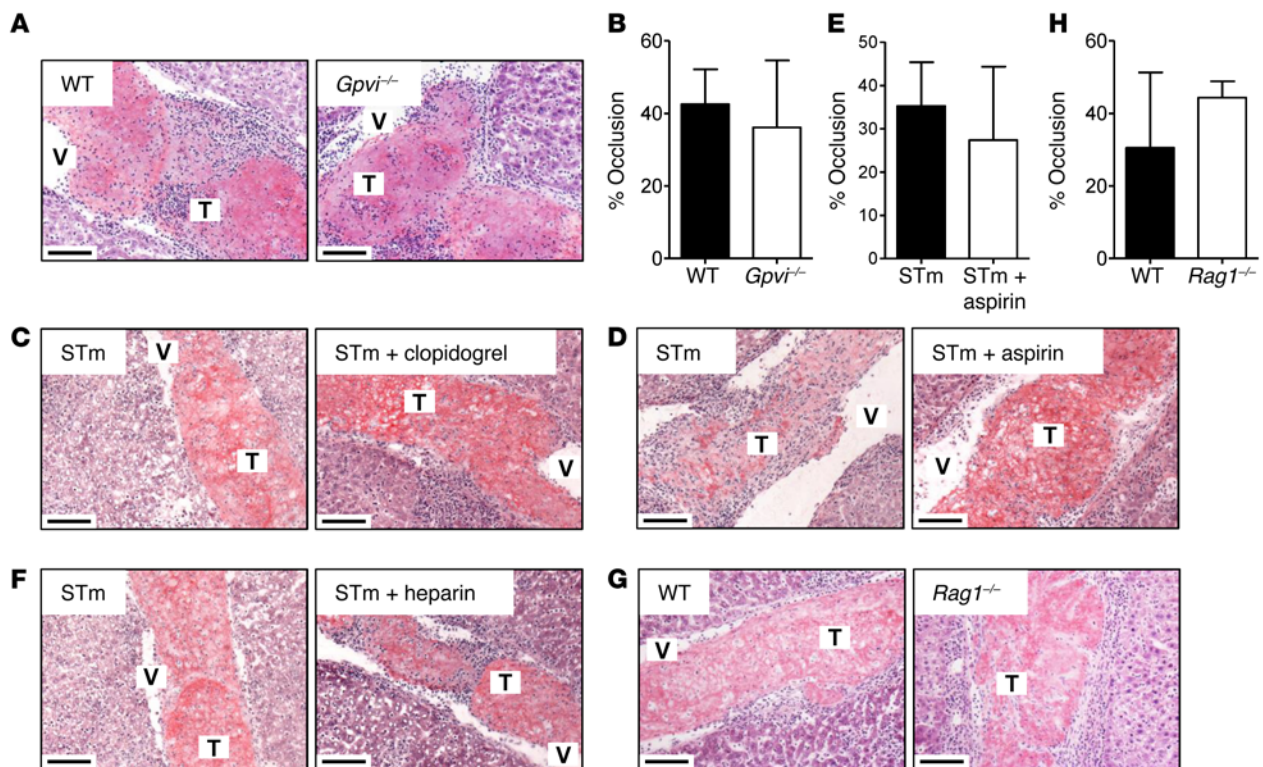 A
WT
V
T
Gpvi–/–
V
T
B
60
40
20
0
% Occlusion
WT
Gpvi–/–
E
50
40
30
20
10
0
% Occlusion
STm
STm +
aspirin
H
60
40
20
0
% Occlusion
WT
Rag1–/–
C
STm
V
T
STm + clopidogrel
T
V
D
STm
T
V
STm + aspirin
T
V
F
STm
V
T
STm + heparin
T
V
G
WT
V
T
Rag1–/–
T